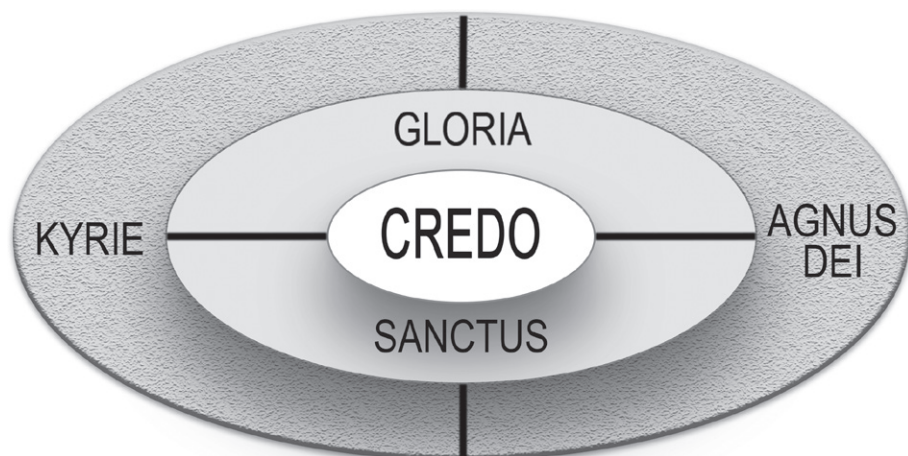 GLORIA
KYRIE
CREDO
AGNUS
DEI
SANCTUS